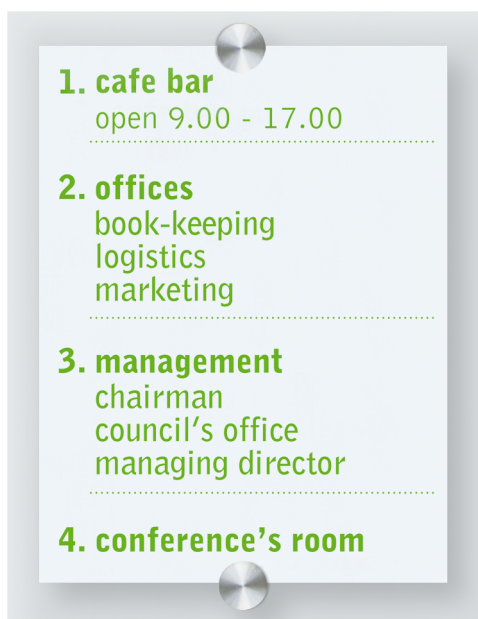 1. cafe bar
open 9.00 - 17.00
2. offices
book-keeping
logistics
marketing
3. management
chairman
council's office
managing director
4. conference's room